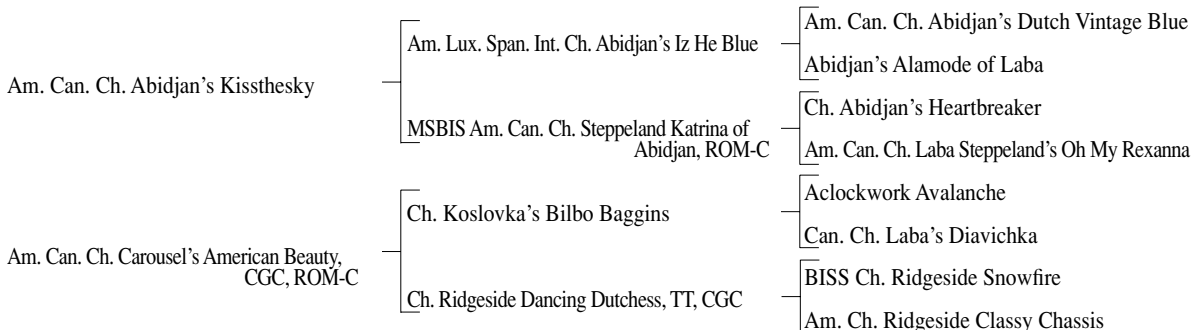 Am. Can. Ch. Abidjan's Dutch Vintage Blue
Am. Lux. Span. Int. Ch. Abidjan's Iz He Blue
Abidjan's Alamode of Laba
Am. Can. Ch. Abidjan's Kissthesky
Ch. Abidjan's Heartbreaker
MSBIS Am. Can. Ch. Steppeland Katrina of
Abidjan, ROM-C
Am. Can. Ch. Laba Steppeland's Oh My Rexanna
Aclockwork Avalanche
Ch. Koslovka's Bilbo Baggins
Can. Ch. Laba's Diavichka
Am. Can. Ch. Carousel's American Beauty,
CGC, ROM-C
BISS Ch. Ridgeside Snowfire
Ch. Ridgeside Dancing Dutchess, TT, CGC
Am. Ch. Ridgeside Classy Chassis